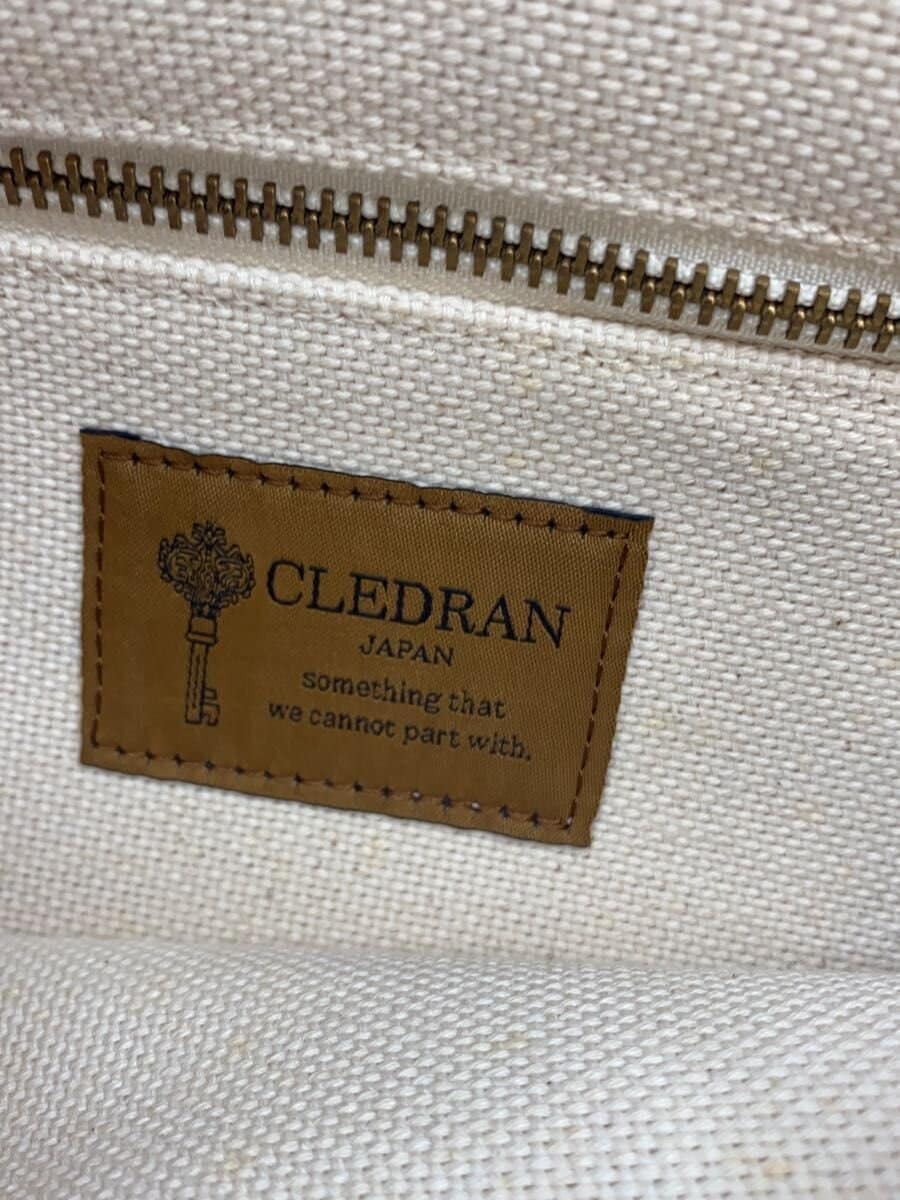 CLEDRAN
JAPAN
something that
we cannot part with.